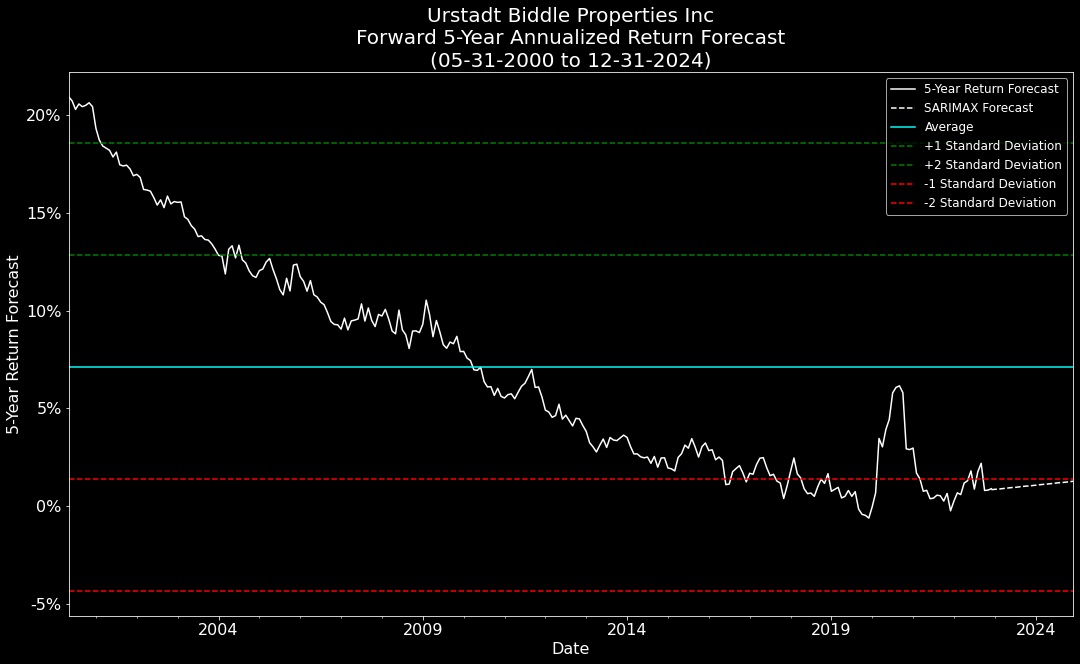 Urstadt Biddle Properties Inc
Forward 5-Year Annualized Return Forecast
(05-31-2000 to 12-31-2024)
5-Year Return Forecast
SARIMAX Forecast
Average
+1 Standard Deviation
+2 Standard Deviation
-1 Standard Deviation
-2 Standard Deviation
5-Year Return Forecast
20%
15%
10%
5%
0%
-5%
2004
2009
2014
2019
2024
Date